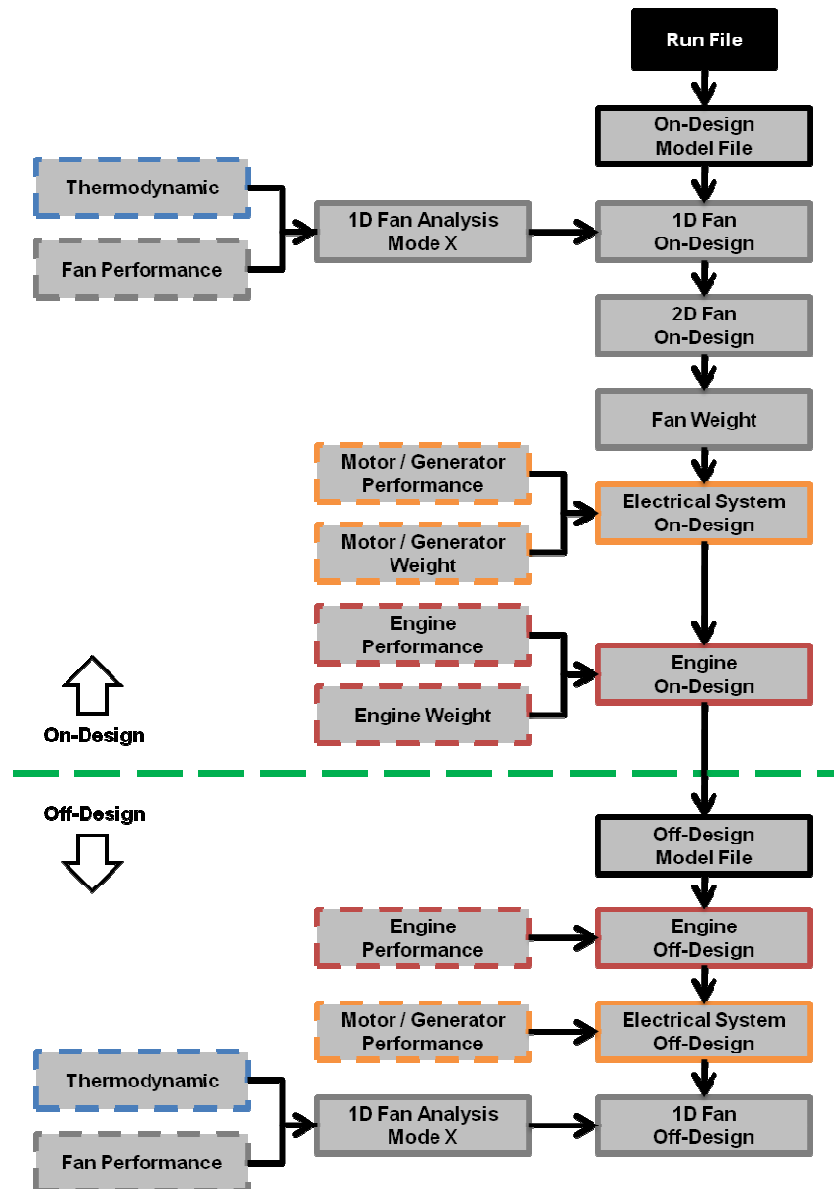 Run File
On-Design
Model File
Thermodynamic
Fan Performance
1D Fan Analysis
Mode X
1D Fan
On-Design
2D Fan
On-Design
Fan Weight
Motor / Generator
Performance
Motor / Generator
Weight
Electrical System
On-Design
Engine
Performance
Engine Weight
Engine
On-Design
On-Design
Off-Design
Off-Design
Model File
Engine
Performance
Engine
Off-Design
Motor / Generator
Performance
Electrical System
Off-Design
Thermodynamic
Fan Performance
1D Fan Analysis
Mode X
1D Fan
Off-Design